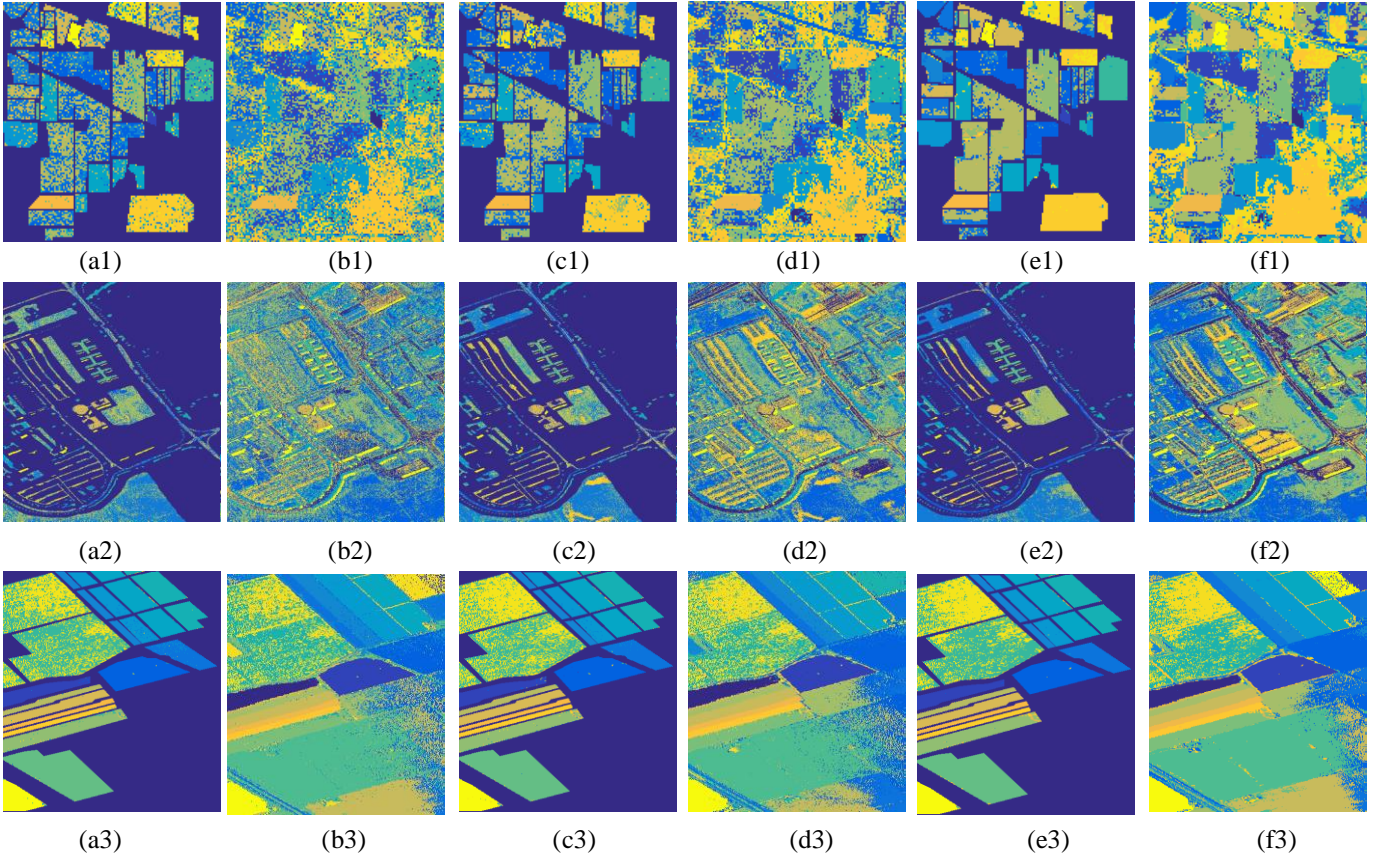 (a1) (b1) (c1) (d1) (e1) (f1)
(a2) (b2) (c2) (d2) (e2) (f2)
(a3) (b3) (c3) (d3) (e3) (f3)